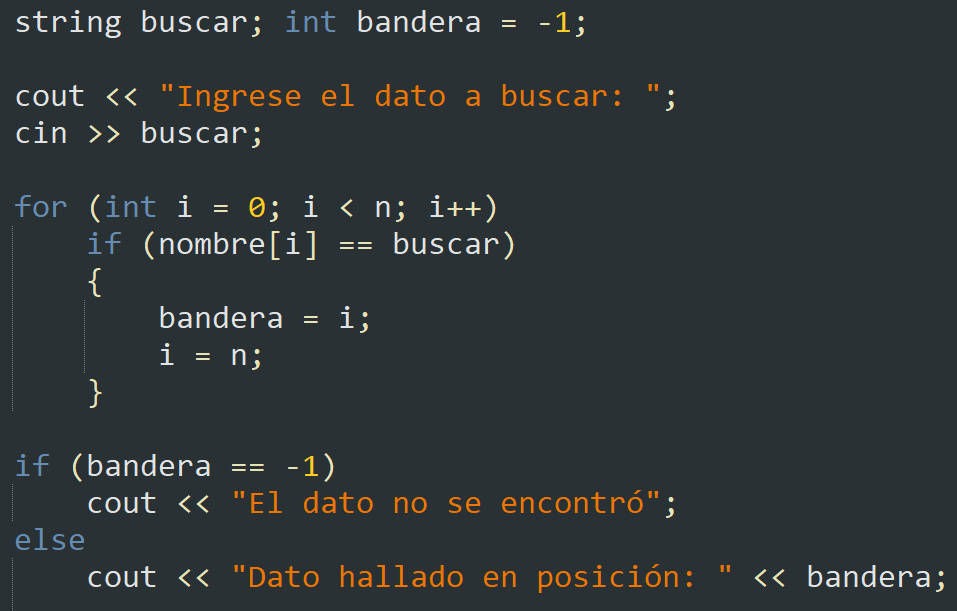 string buscar; int bandera = -1;
cout << "Ingrese el dato a buscar: ";
cin >> buscar;
for (int i = 0; i < n; i++)
if (nombre[i] == buscar)
{
bandera = i;
i = n;
}
if (bandera == -1)
cout << "El dato no se encontró";
else
cout << "Dato hallado en posición: " << bandera;